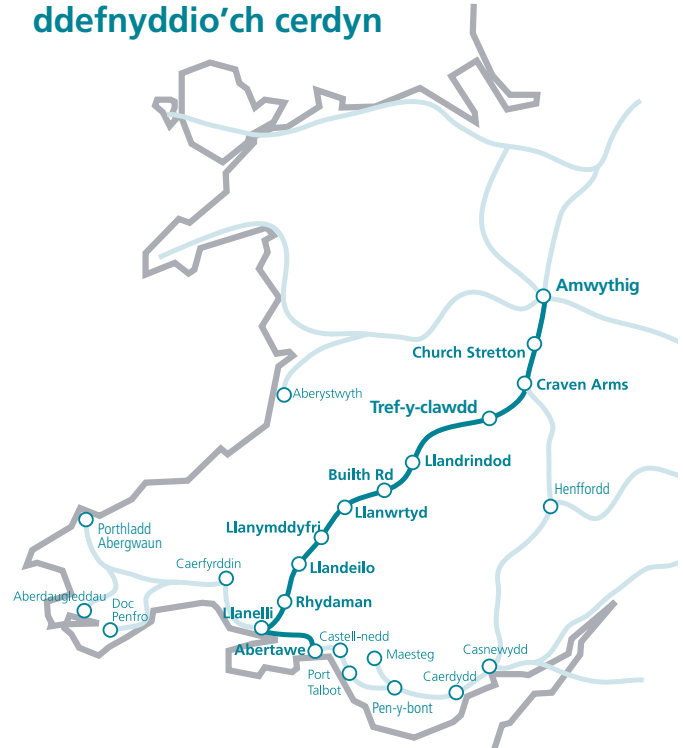 ddefnyddio'ch cerdyn
Amwythig
Church Stretton
Craven Arms
Aberystwyth
Tref-y-clawdd
Llandrindod
Builth Rd
Henffordd
Llanwrtyd
Porthladd
Abergwaun
Llanymddyfri
Caerfyrddin
Llandeilo
Aberdaugleddau
Doc
Penfro
Rhydaman
Llanelli
Castell-nedd
Abertawe
Maesteg
Casnewydd
Port
Talbot
Caerdydd
Pen-y-bont